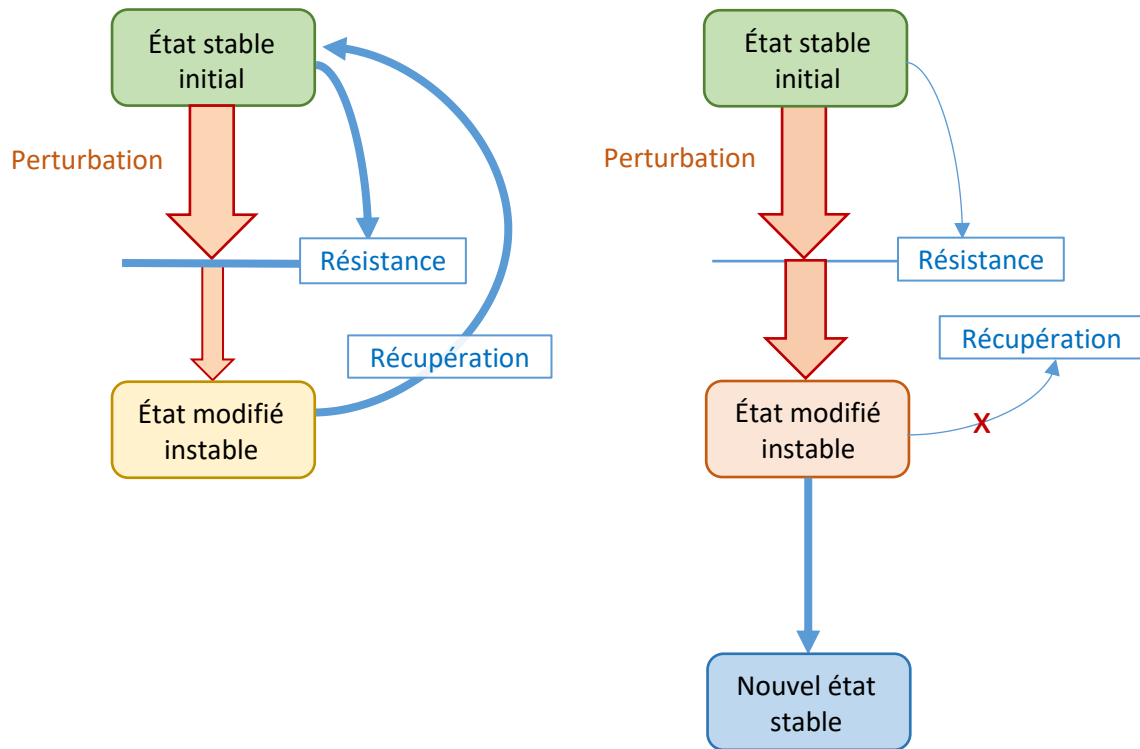 État stable
initial
Perturbation
Résistance
Récupération
État modifié
instable
État stable
initial
Perturbation
Résistance
Récupération
État modifié
instable
X
Nouvel état
stable